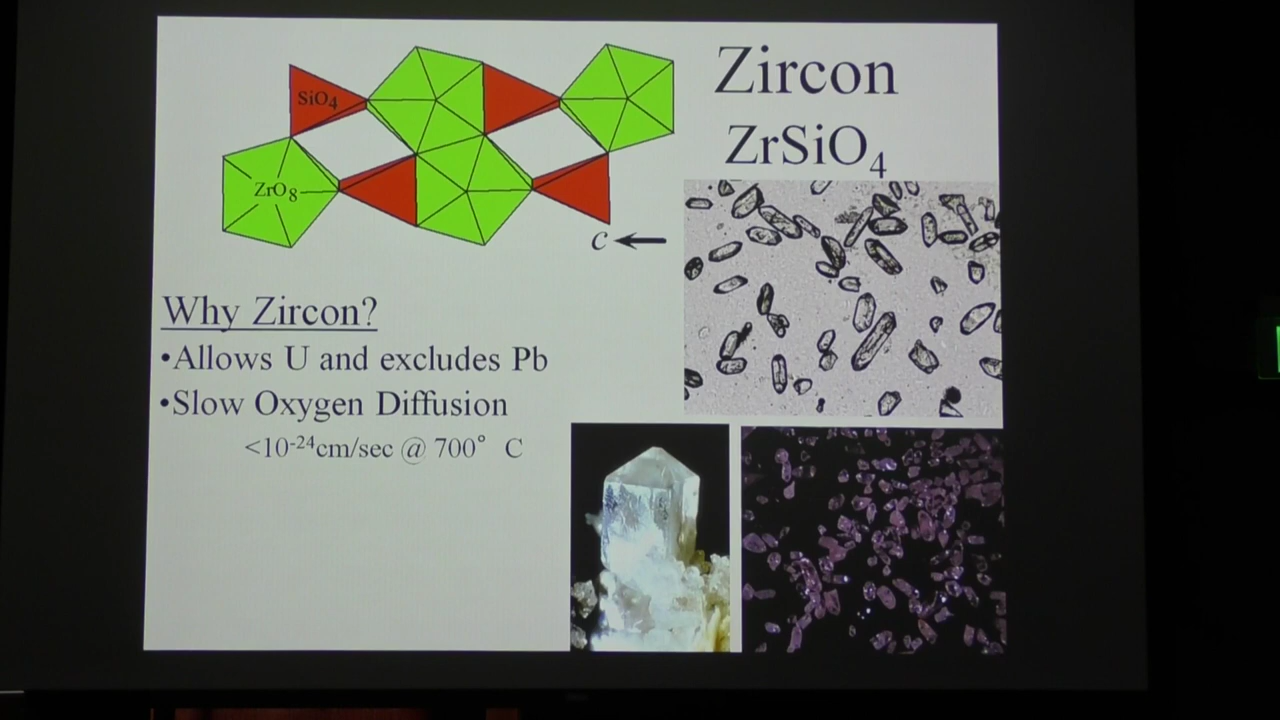 Zircon
ZrSiO₄
SiO₄
ZrO₈
c
Why Zircon?
•Allows U and excludes Pb
•Slow Oxygen Diffusion
<10⁻²⁴cm/sec @ 700° C